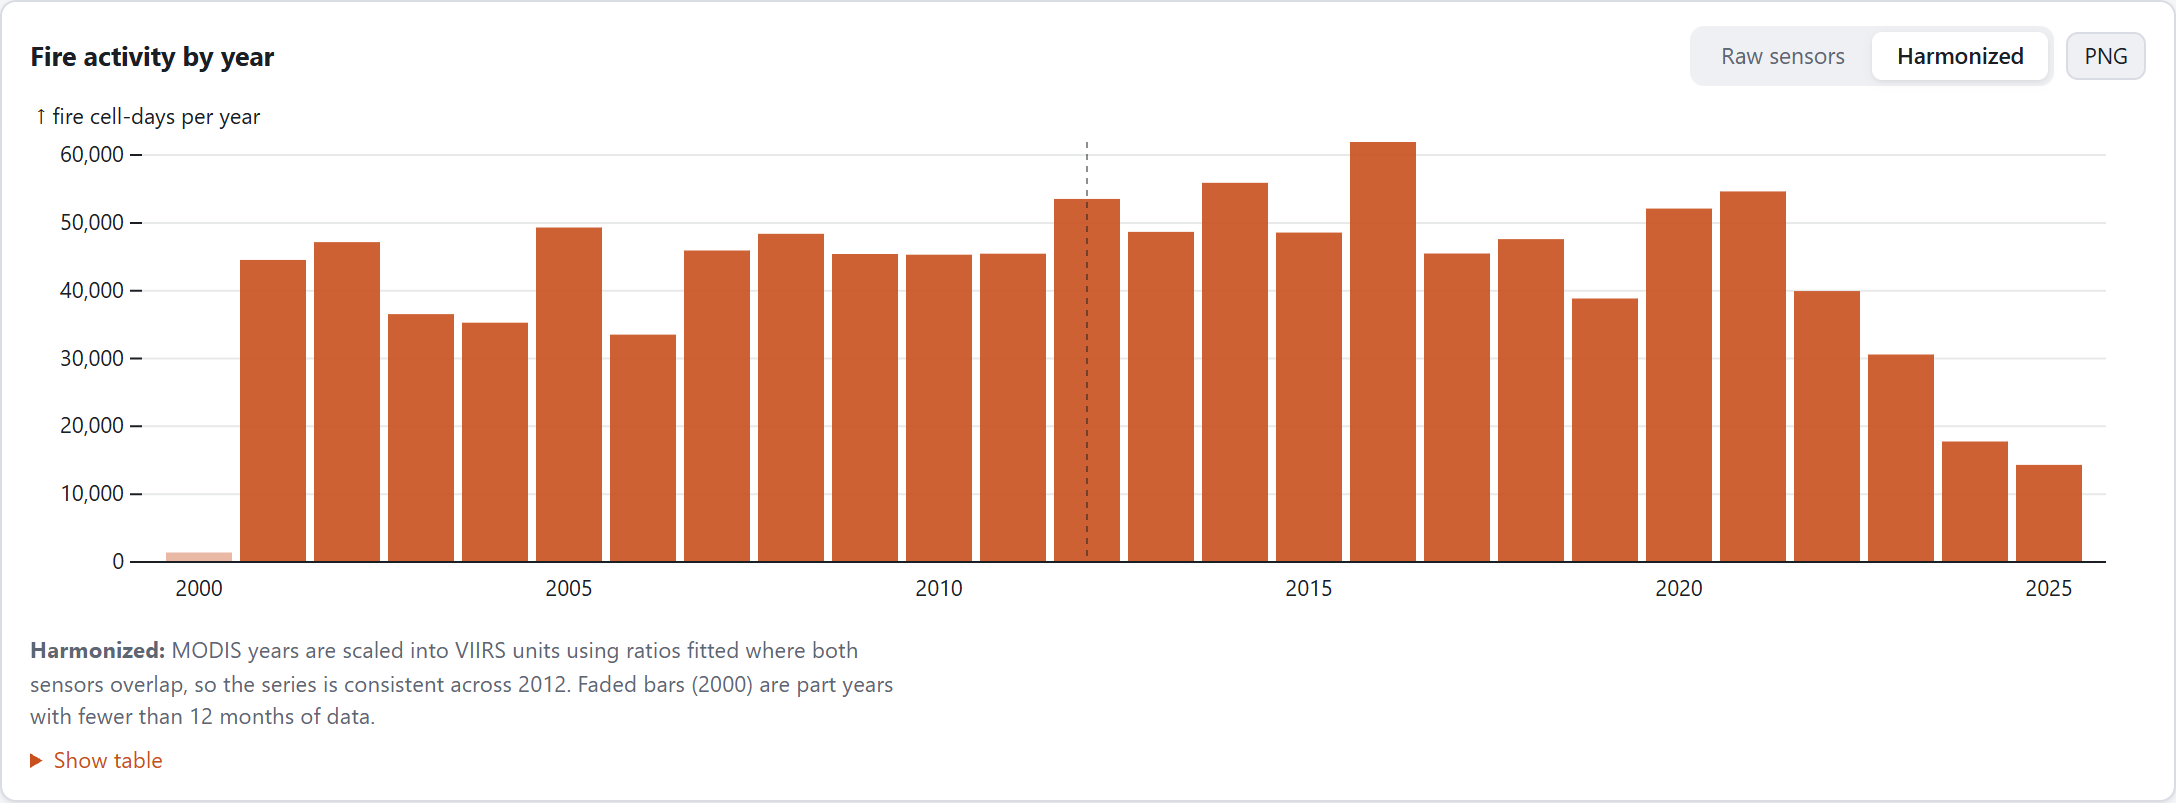 Fire activity by year
Raw sensors
Harmonized
PNG
↑ fire cell-days per year
60,000
50,000
40,000
30,000
20,000
10,000
0
2000
2005
2010
2015
2020
2025
Harmonized: MODIS years are scaled into VIIRS units using ratios fitted where both
sensors overlap, so the series is consistent across 2012. Faded bars (2000) are part years
with fewer than 12 months of data.
Show table